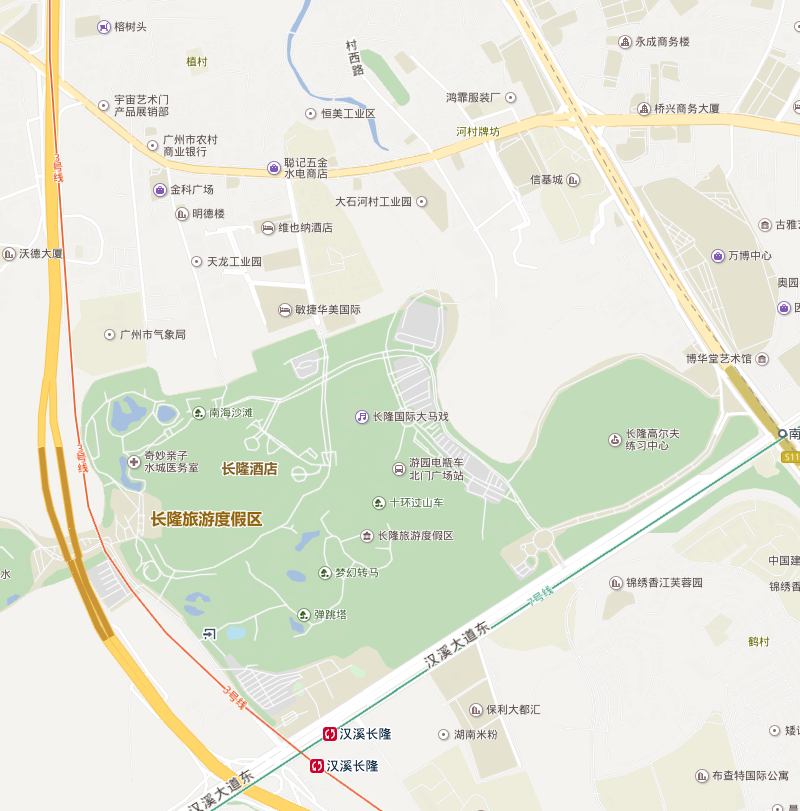 榕树头
植村
村西路
永成商务楼
宇宙艺术门
产品展销部
恒美工业区
鸿霏服装厂
桥兴商务大厦
广州市农村
商业银行
河村牌坊
3号线
聪记五金
水电商店
信基城
金科广场
大石河村工业园
明德楼
维也纳酒店
古雅
沃德大厦
天龙工业园
万博中心
奥园
敏捷华美国际
广州市气象局
博华堂艺术馆
南海沙滩
长隆国际大马戏
长隆高尔夫
练习中心
南
3号线
奇妙亲子
水城医务室
长隆酒店
游园电瓶车
北门广场站
S11
十环过山车
长隆旅游度假区
长隆旅游度假区
水
梦幻转马
中国建
7号线
锦绣香江芙蓉园
锦绣香
弹跳塔
汉溪大道东
鹤村
3号线
保利大都汇
汉溪长隆
湖南米粉
汉溪长隆
布查特国际公寓
汉溪大道东